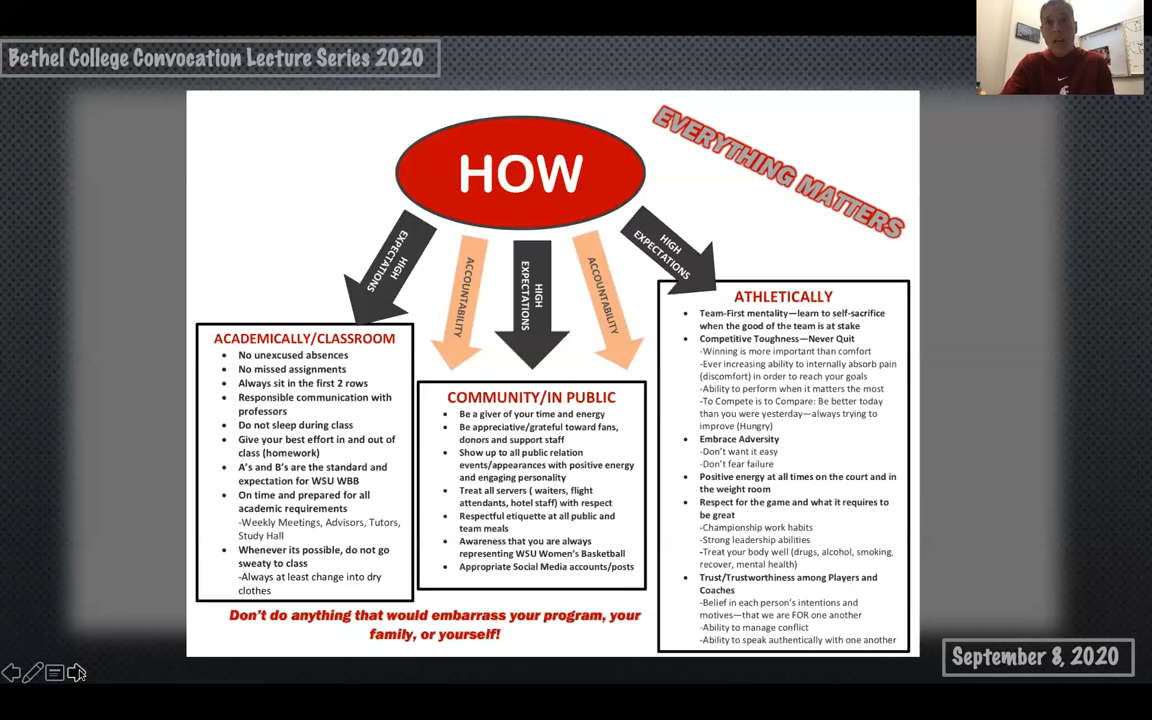 Bethel College Convocation Lecture Series 2020
HOW
EVERYTHING MATTERS
HIGH
EXPECTATIONS
ACCOUNTABILITY
HIGH
EXPECTATIONS
ACCOUNTABILITY
HIGH
EXPECTATIONS
ACADEMICALLY/CLASSROOM
• No unexcused absences
• No missed assignments
• Always sit in the first 2 rows
• Responsible communication with
professors
• Do not sleep during class
• Give your best effort in and out of
class (homework)
• A's and B's are the standard and
expectation for WSU WBB
• On time and prepared for all
academic requirements
-Weekly Meetings, Advisors, Tutors,
Study Hall
• Whenever its possible, do not go
sweaty to class
-Always at least change into dry
clothes
COMMUNITY/IN PUBLIC
• Be a giver of your time and energy
• Be appreciative/grateful toward fans,
donors and support staff
• Show up to all public relation
events/appearances with positive energy
and engaging personality
• Treat all servers ( waiters, flight
attendants, hotel staff) with respect
• Respectful etiquette at all public and
team meals
• Awareness that you are always
representing WSU Women's Basketball
• Appropriate Social Media accounts/posts
ATHLETICALLY
• Team-First mentality—learn to self-sacrifice
when the good of the team is at stake
• Competitive Toughness—Never Quit
-Winning is more important than comfort
-Ever increasing ability to internally absorb pain
(discomfort) in order to reach your goals
-Ability to perform when it matters the most
-To Compete is to Compare: Be better today
than you were yesterday—always trying to
improve (Hungry)
• Embrace Adversity
-Don't want it easy
-Don't fear failure
• Positive energy at all times on the court and in
the weight room
• Respect for the game and what it requires to
be great
-Championship work habits
-Strong leadership abilities
-Treat your body well (drugs, alcohol, smoking,
recover, mental health)
• Trust/Trustworthiness among Players and
Coaches
-Belief in each person's intentions and
motives—that we are FOR one another
-Ability to manage conflict
-Ability to speak authentically with one another
Don't do anything that would embarrass your program, your
family, or yourself!
September 8, 2020